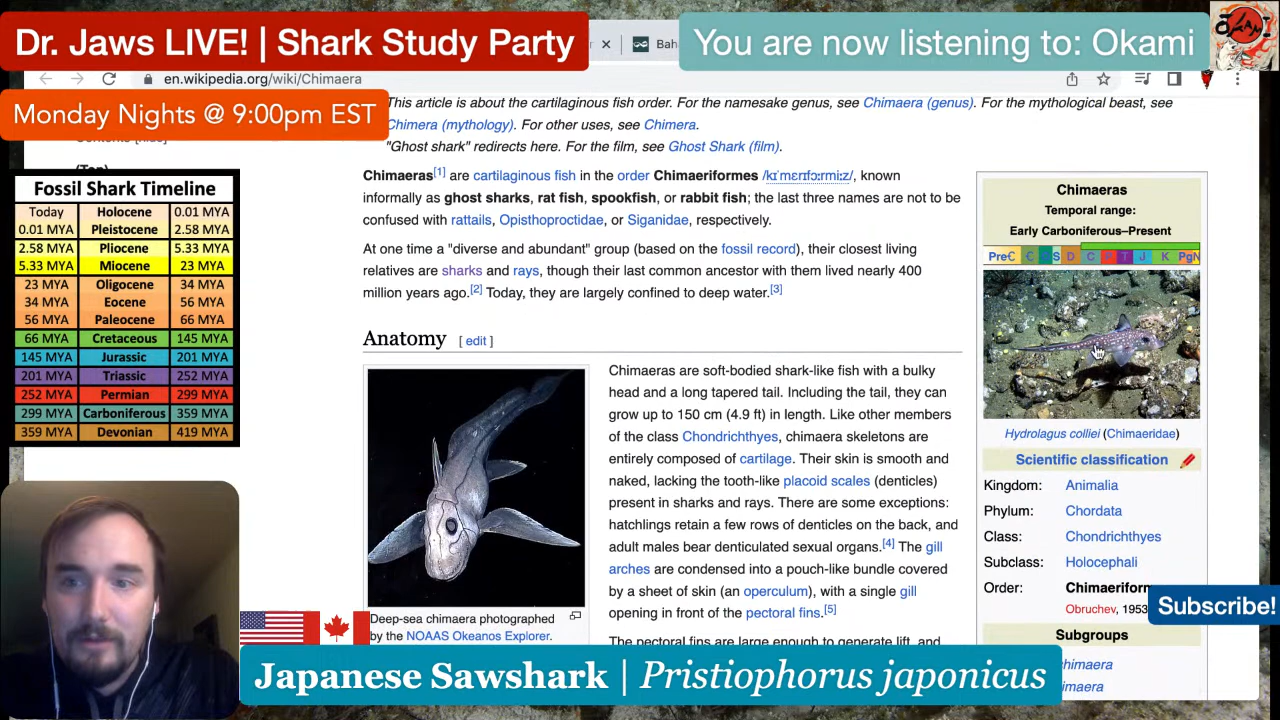 Dr. Jaws LIVE! | Shark Study Party
You are now listening to: Okami
Monday Nights @ 9:00pm EST
en.wikipedia.org/wiki/Chimaera
This article is about the cartilaginous fish order. For the namesake genus, see Chimaera (genus). For the mythological beast, see
Chimera (mythology). For other uses, see Chimera.
"Ghost shark" redirects here. For the film, see Ghost Shark (film).
(Top)
Fossil Shark Timeline
Today Holocene 0.01 MYA
0.01 MYA Pleistocene 2.58 MYA
2.58 MYA Pliocene 5.33 MYA
5.33 MYA Miocene 23 MYA
23 MYA Oligocene 34 MYA
34 MYA Eocene 56 MYA
56 MYA Paleocene 66 MYA
66 MYA Cretaceous 145 MYA
145 MYA Jurassic 201 MYA
201 MYA Triassic 252 MYA
252 MYA Permian 299 MYA
299 MYA Carboniferous 359 MYA
359 MYA Devonian 419 MYA
Chimaeras[1] are cartilaginous fish in the order Chimaeriformes /kɪˈmɛrɪfɔːrmiːz/, known
informally as ghost sharks, rat fish, spookfish, or rabbit fish; the last three names are not to be
confused with rattails, Opisthoproctidae, or Siganidae, respectively.
At one time a "diverse and abundant" group (based on the fossil record), their closest living
relatives are sharks and rays, though their last common ancestor with them lived nearly 400
million years ago.[2] Today, they are largely confined to deep water.[3]
Anatomy [ edit ]
Chimaeras are soft-bodied shark-like fish with a bulky
head and a long tapered tail. Including the tail, they can
grow up to 150 cm (4.9 ft) in length. Like other members
of the class Chondrichthyes, chimaera skeletons are
entirely composed of cartilage. Their skin is smooth and
naked, lacking the tooth-like placoid scales (denticles)
present in sharks and rays. There are some exceptions:
hatchlings retain a few rows of denticles on the back, and
adult males bear denticulated sexual organs.[4] The gill
arches are condensed into a pouch-like bundle covered
by a sheet of skin (an operculum), with a single gill
opening in front of the pectoral fins.[5]
The pectoral fins are large enough to generate lift, and
Deep-sea chimaera photographed
by the NOAAS Okeanos Explorer.
Chimaeras
Temporal range:
Early Carboniferous–Present
PreЄ Є S D C P T J K PgN
Hydrolagus colliei (Chimaeridae)
Scientific classification
Kingdom: Animalia
Phylum: Chordata
Class: Chondrichthyes
Subclass: Holocephali
Order: Chimaeriform
Obruchev, 1953
Subgroups
Subscribe!
Japanese Sawshark | Pristiophorus japonicus